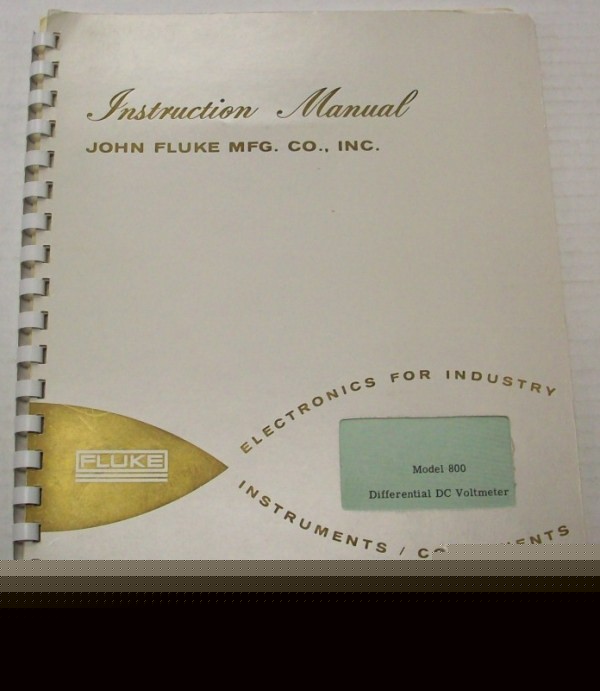 Instruction Manual
JOHN FLUKE MFG. CO., INC.
ELECTRONICS FOR INDUSTRY
FLUKE
Model 800
Differential DC Voltmeter
INSTRUMENTS /